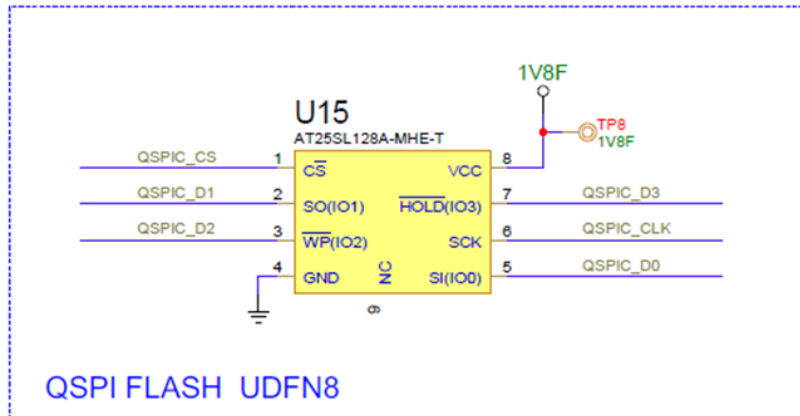 1V8F
U15
TP8
AT25SL128A-MHE-T
1V8F
QSPIC_CS 1 CS VCC 8
QSPIC_D1 2 SO(IO1) HOLD(IO3) 7 QSPIC_D3
QSPIC_D2 3 WP(IO2) SCK 6 QSPIC_CLK
4 GND NC SI(IO0) 5 QSPIC_D0
9
QSPI FLASH UDFN8